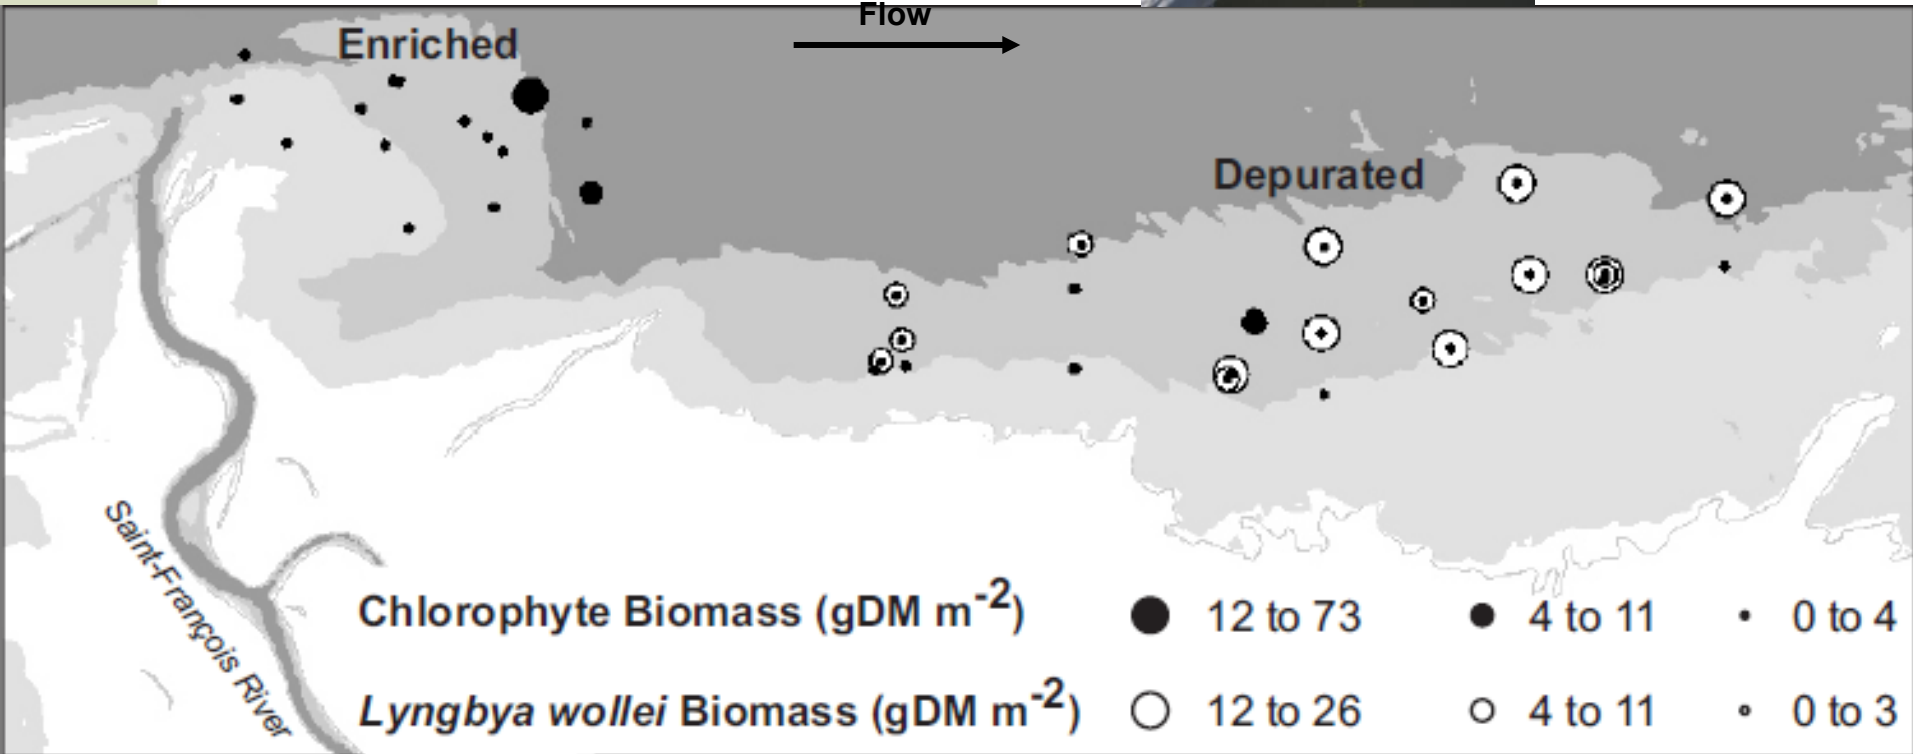 Flow
Enriched
Depurated
Saint-François River
Chlorophyte Biomass (gDM m-2) 12 to 73 4 to 11 0 to 4
Lyngbya wollei Biomass (gDM m-2) 12 to 26 4 to 11 0 to 3